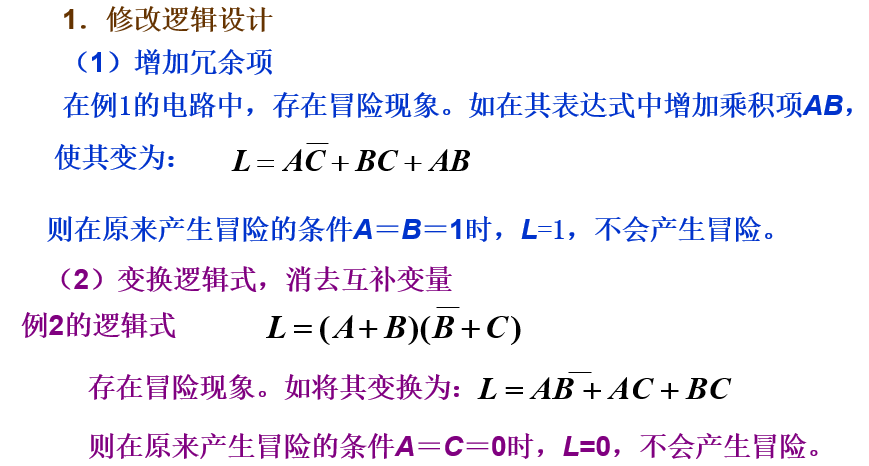 1．修改逻辑设计
（1）增加冗余项
在例1的电路中，存在冒险现象。如在其表达式中增加乘积项AB，
使其变为： L = AC̅ + BC + AB
则在原来产生冒险的条件A＝B＝1时，L=1，不会产生冒险。
（2）变换逻辑式，消去互补变量
例2的逻辑式 L = (A + B)(B̅ + C)
存在冒险现象。如将其变换为：L = AB̅ + AC + BC
则在原来产生冒险的条件A＝C＝0时，L=0，不会产生冒险。